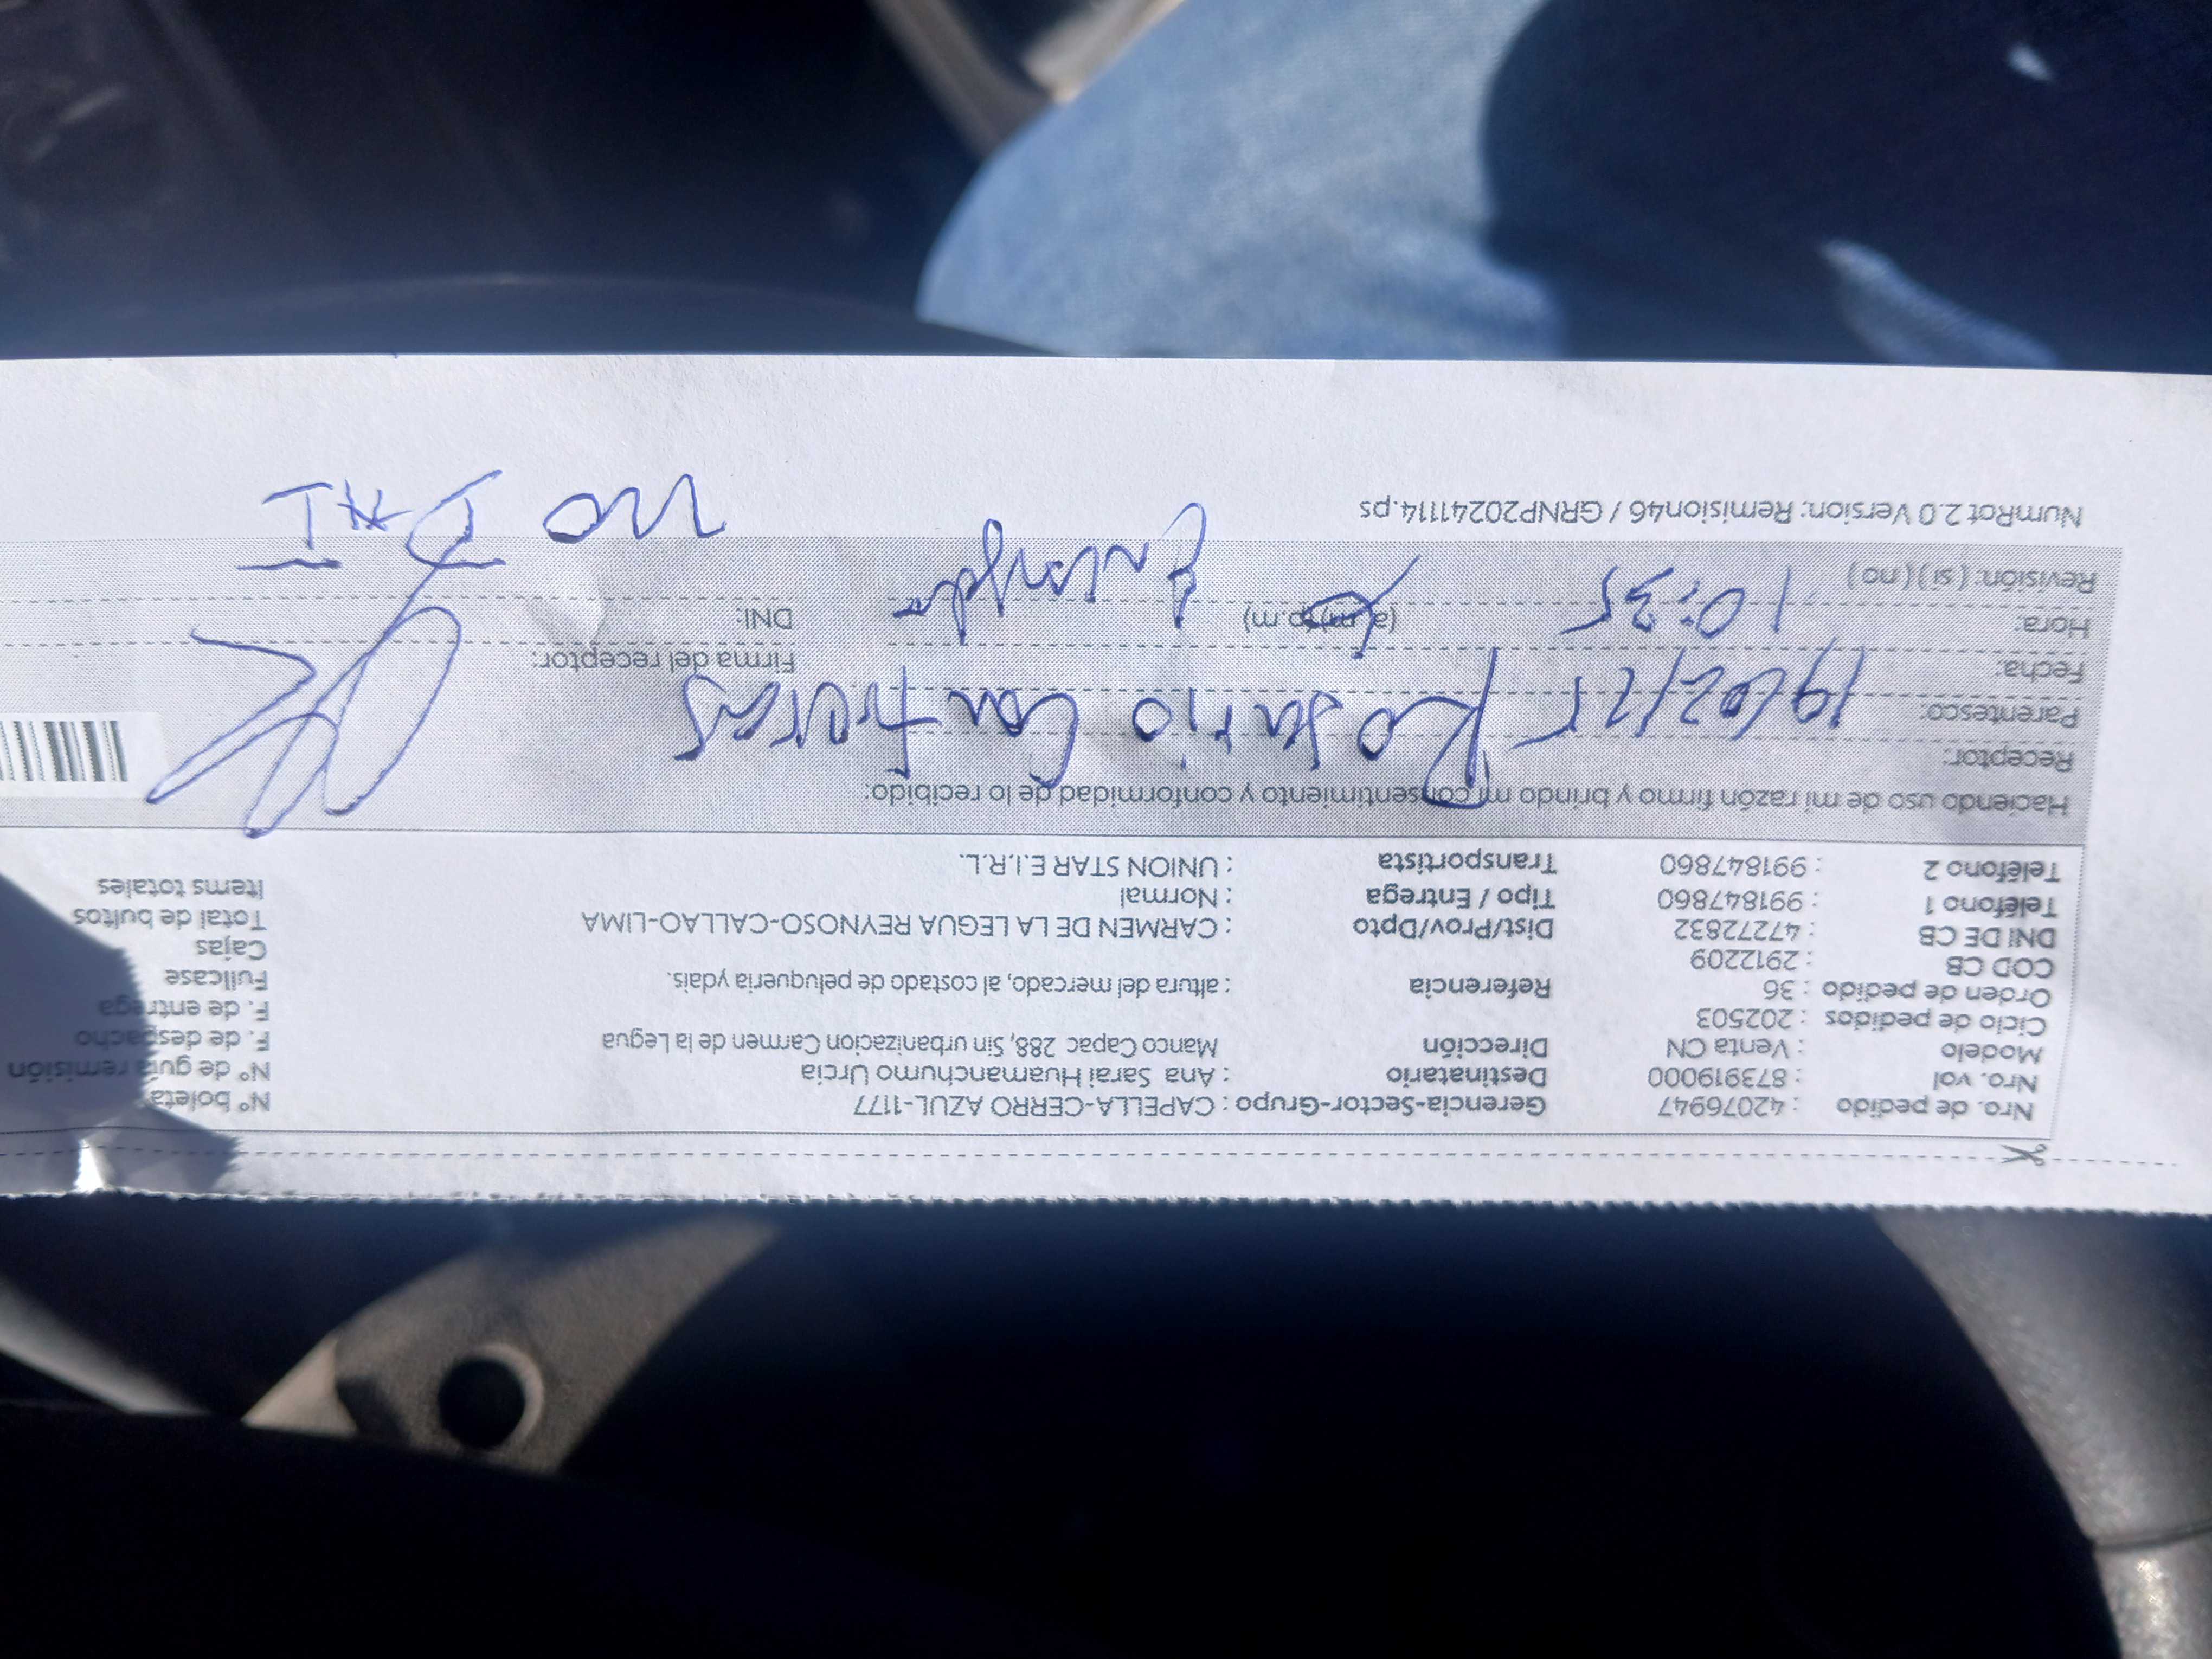 Nro. de pedido : 42076947 Gerencia-Sector-Grupo : CAPELLA-CERRO AZUL-1177 N° boleta
Nro. vol : 873919000 Destinatario : Ana Sarai Huamanchumo Urcia N° de guía remisión
Modelo : Venta CN Dirección Manco Capac 288, Sin urbanizacion Carmen de la Legua F. de despacho
Ciclo de pedidos : 202503 F. de entrega
Orden de pedido : 36 Referencia : altura del mercado, al costado de peluqueria ydais. Fullcase
COD CB : 2912209 Cajas
DNI DE CB : 47272832 Dist/Prov/Dpto : CARMEN DE LA LEGUA REYNOSO-CALLAO-LIMA Total de bultos
Teléfono 1 : 991847860 Tipo / Entrega : Normal Items totales
Teléfono 2 : 991847860 Transportista : UNION STAR E.I.R.L.
Haciendo uso de mi razón firmo y brindo mi consentimiento y conformidad de lo recibido:
Receptor: Rosario Contreras
Parentesco:
Fecha: 19/02/25 Firma del receptor:
Hora: 10:35 (a.m)(p.m) DNI:
Revisión: ( si ) ( no ) no
NumRot 2.0 Version: Remision46 / GRNP20241114.ps